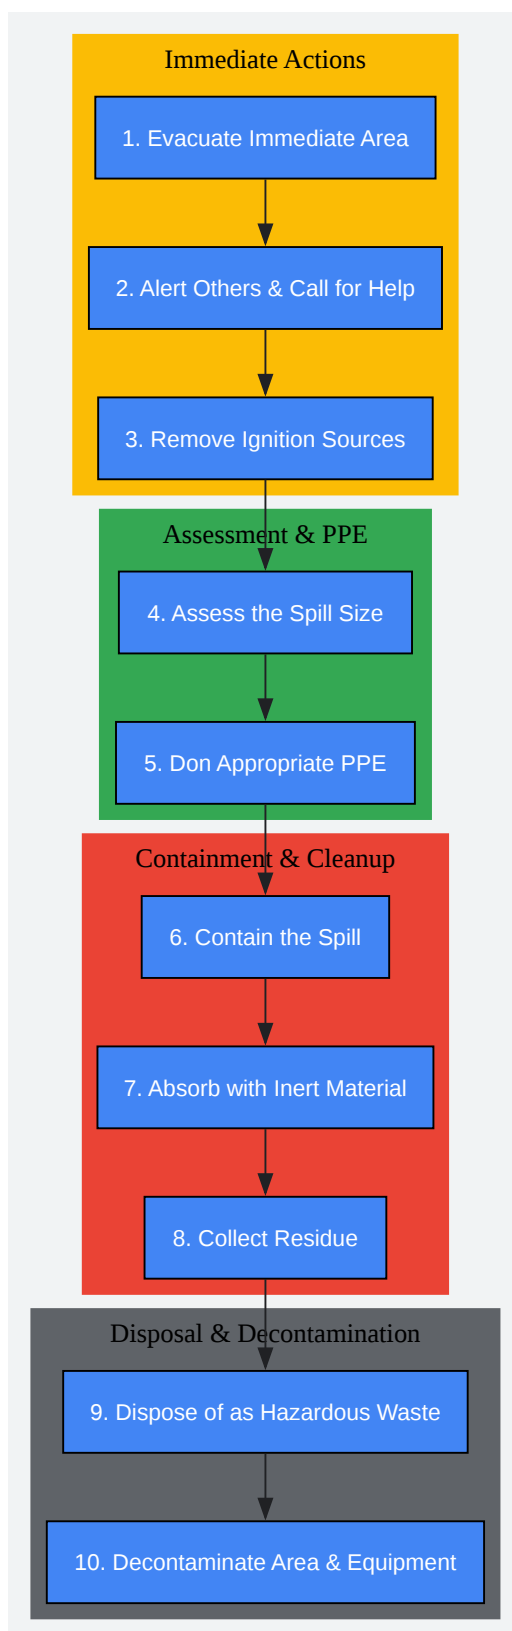 Immediate Actions
1. Evacuate Immediate Area
2. Alert Others & Call for Help
3. Remove Ignition Sources
Assessment & PPE
4. Assess the Spill Size
5. Don Appropriate PPE
Containment & Cleanup
6. Contain the Spill
7. Absorb with Inert Material
8. Collect Residue
Disposal & Decontamination
9. Dispose of as Hazardous Waste
10. Decontaminate Area & Equipment